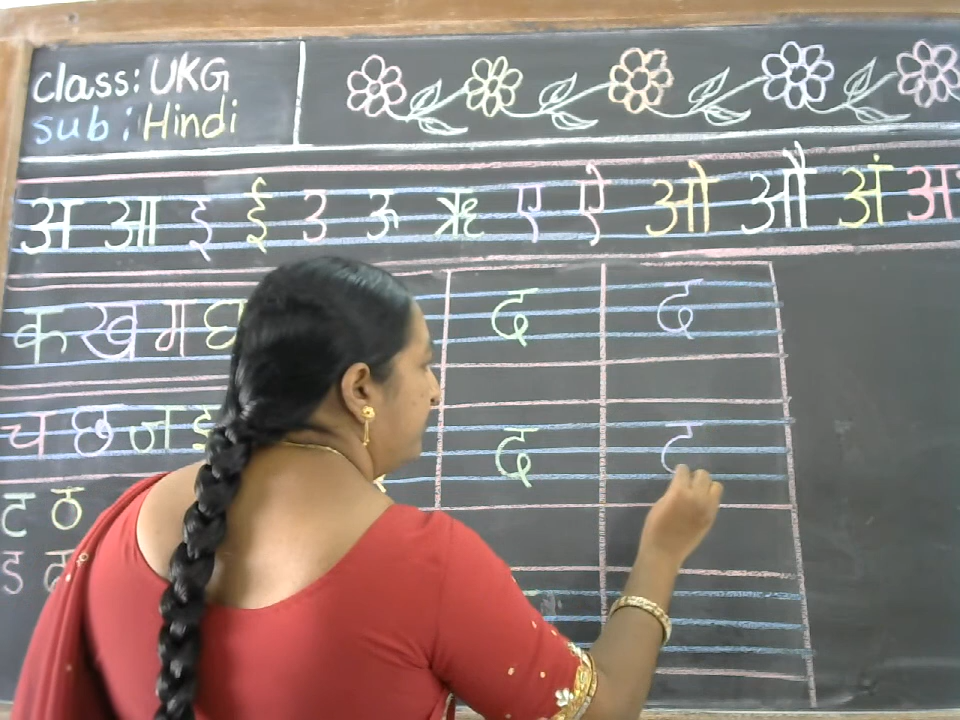 class: UKG
sub: Hindi
अ आ इ ई उ ऊ ऋ ए ऐ ओ औ अं
क ख ग घ द द
च छ ज द
ट ठ
ड